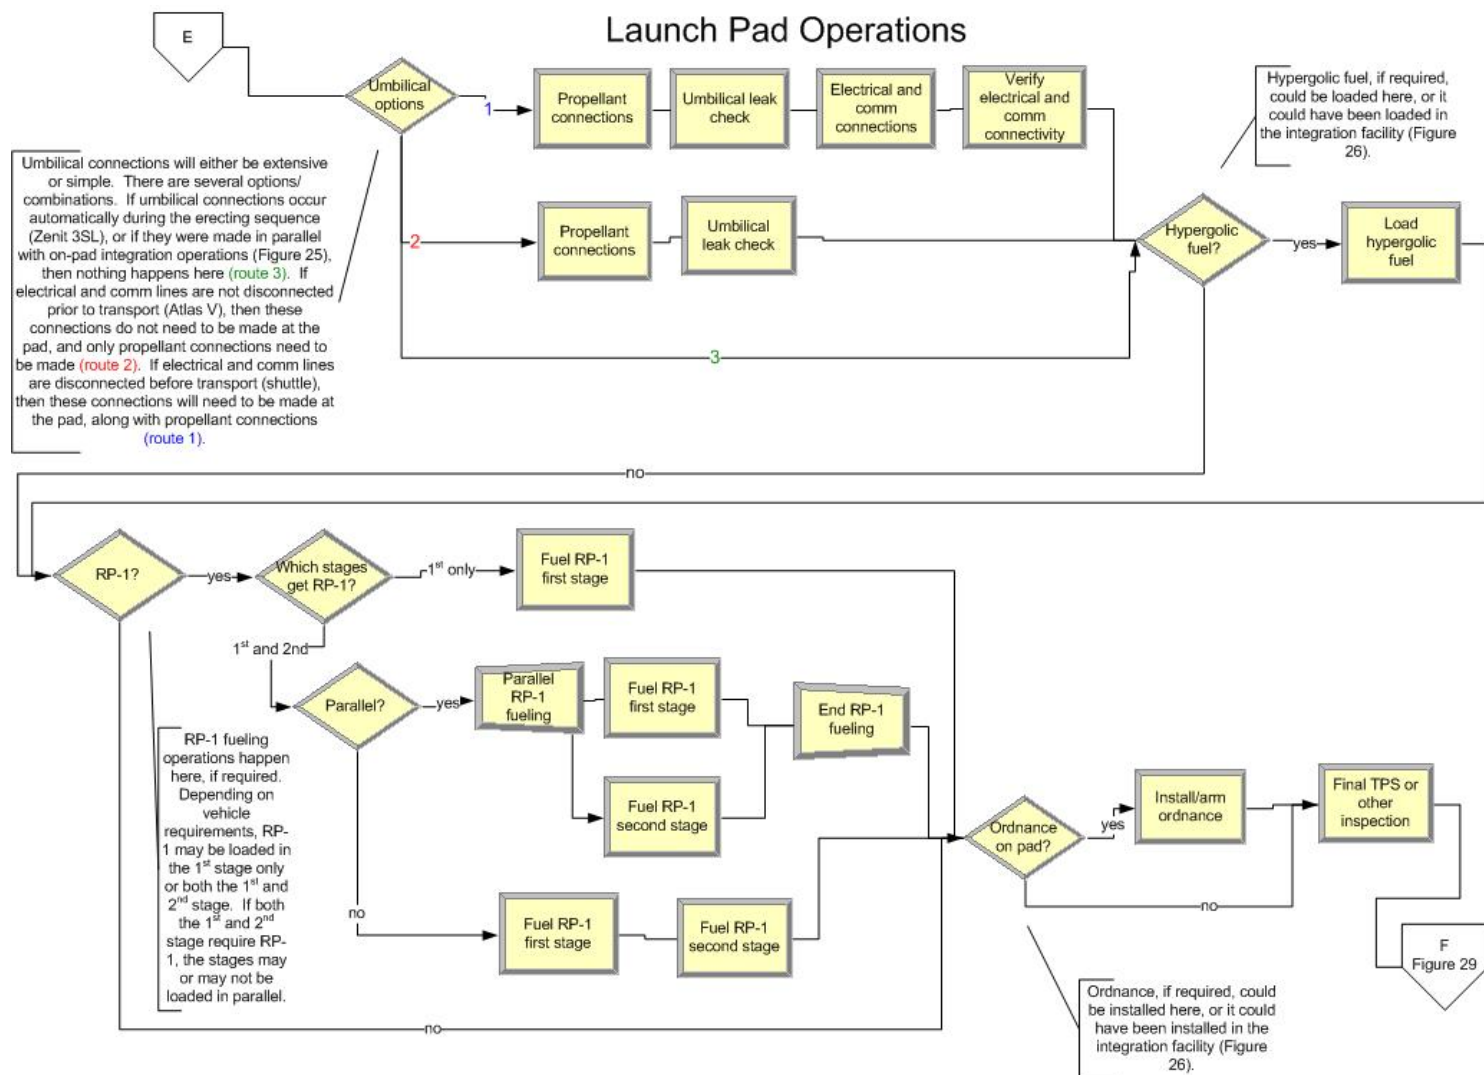 Launch Pad Operations
E
Umbilical
options
1
Propellant
connections
Umbilical leak
check
Electrical and
comm
connections
Verify
electrical and
comm
connectivity
Hypergolic fuel, if required,
could be loaded here, or it
could have been loaded in
the integration facility (Figure
26).
Umbilical connections will either be extensive
or simple. There are several options/
combinations. If umbilical connections occur
automatically during the erecting sequence
(Zenit 3SL), or if they were made in parallel
with on-pad integration operations (Figure 25),
then nothing happens here (route 3). If
electrical and comm lines are not disconnected
prior to transport (Atlas V), then these
connections do not need to be made at the
pad, and only propellant connections need to
be made (route 2). If electrical and comm lines
are disconnected before transport (shuttle),
then these connections will need to be made at
the pad, along with propellant connections
(route 1).
2
Propellant
connections
Umbilical
leak check
Hypergolic
fuel?
yes
Load
hypergolic
fuel
3
no
RP-1?
yes
Which stages
get RP-1?
1st only
Fuel RP-1
first stage
1st and 2nd
Parallel?
yes
Parallel
RP-1
fueling
Fuel RP-1
first stage
End RP-1
fueling
Fuel RP-1
second stage
RP-1 fueling
operations happen
here, if required.
Depending on
vehicle
requirements, RP-
1 may be loaded in
the 1st stage only
or both the 1st and
2nd stage. If both
the 1st and 2nd
stage require RP-
1, the stages may
or may not be
loaded in parallel.
no
Fuel RP-1
first stage
Fuel RP-1
second stage
no
Ordnance
on pad?
yes
Install/arm
ordnance
Final TPS or
other
inspection
no
F
Figure 29
Ordnance, if required, could
be installed here, or it could
have been installed in the
integration facility (Figure
26).